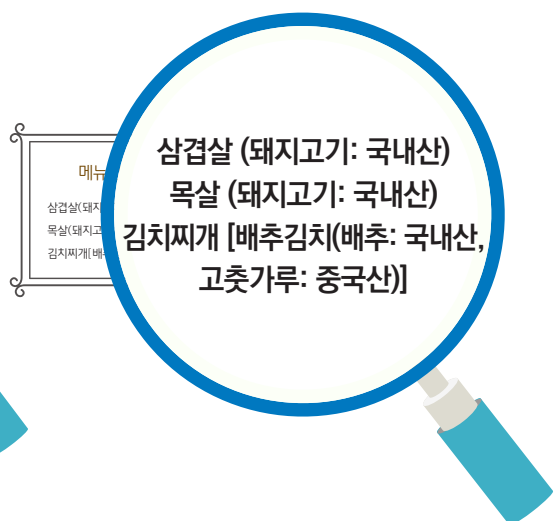 메뉴
삼겹살(돼지
목살(돼지고
김치찌개[배
삼겹살 (돼지고기: 국내산)
목살 (돼지고기: 국내산)
김치찌개 [배추김치(배추: 국내산,
고춧가루: 중국산)]